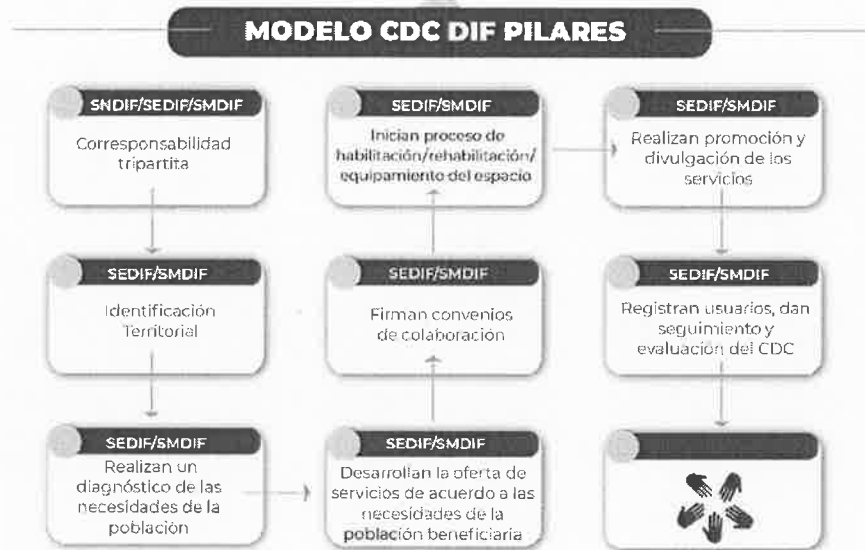 MODELO CDC DIF PILARES
SNDIF/SEDIF/SMDIF
Corresponsabilidad
tripartita
SEDIF/SMDIF
Identificación
Territorial
SEDIF/SMDIF
Realizan un
diagnóstico de las
necesidades de la
población
SEDIF/SMDIF
Desarrollan la oferta de
servicios de acuerdo a las
necesidades de la
población beneficiaria
SEDIF/SMDIF
Firman convenios
de colaboración
SEDIF/SMDIF
Inician proceso de
habilitación/rehabilitación/
equipamiento del espacio
SEDIF/SMDIF
Realizan promoción y
divulgación de los
servicios
SEDIF/SMDIF
Registran usuarios, dan
seguimiento y
evaluación del CDC